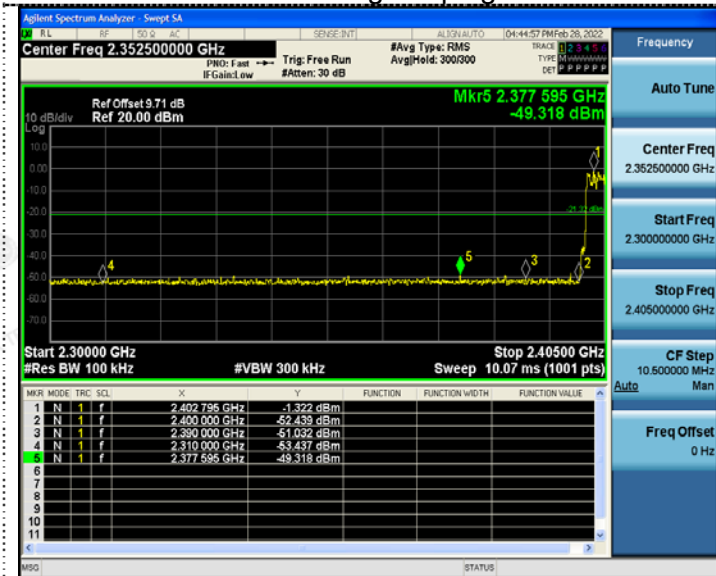 Agilent Spectrum Analyzer - Swept SA
RL RF 50 Ω AC SENSE:INT ALIGN AUTO 04:44:57 PM Feb 28, 2022
Center Freq 2.352500000 GHz
PNO: Fast
IFGain:Low
Trig: Free Run
#Atten: 30 dB
#Avg Type: RMS
Avg|Hold: 300/300
TRACE 1 2 3 4 5 6
TYPE M
DET P P P P P P
Ref Offset 9.71 dB
10 dB/div Ref 20.00 dBm
Log
Mkr5 2.377 595 GHz
-49.318 dBm
10.0
0.00
-10.0
-20.0
-30.0
-40.0
-50.0
-60.0
-70.0
-21.32 dBm
1
2
3
4
5
Start 2.30000 GHz Stop 2.40500 GHz
#Res BW 100 kHz #VBW 300 kHz Sweep 10.07 ms (1001 pts)
MKR MODE TRC SCL X Y FUNCTION FUNCTION WIDTH FUNCTION VALUE
1 N 1 f 2.402 795 GHz -1.322 dBm
2 N 1 f 2.400 000 GHz -52.439 dBm
3 N 1 f 2.390 000 GHz -51.032 dBm
4 N 1 f 2.310 000 GHz -53.437 dBm
5 N 1 f 2.377 595 GHz -49.318 dBm
6
7
8
9
10
11
MSG STATUS
Frequency
Auto Tune
Center Freq
2.352500000 GHz
Start Freq
2.300000000 GHz
Stop Freq
2.405000000 GHz
CF Step
10.500000 MHz
Auto Man
Freq Offset
0 Hz